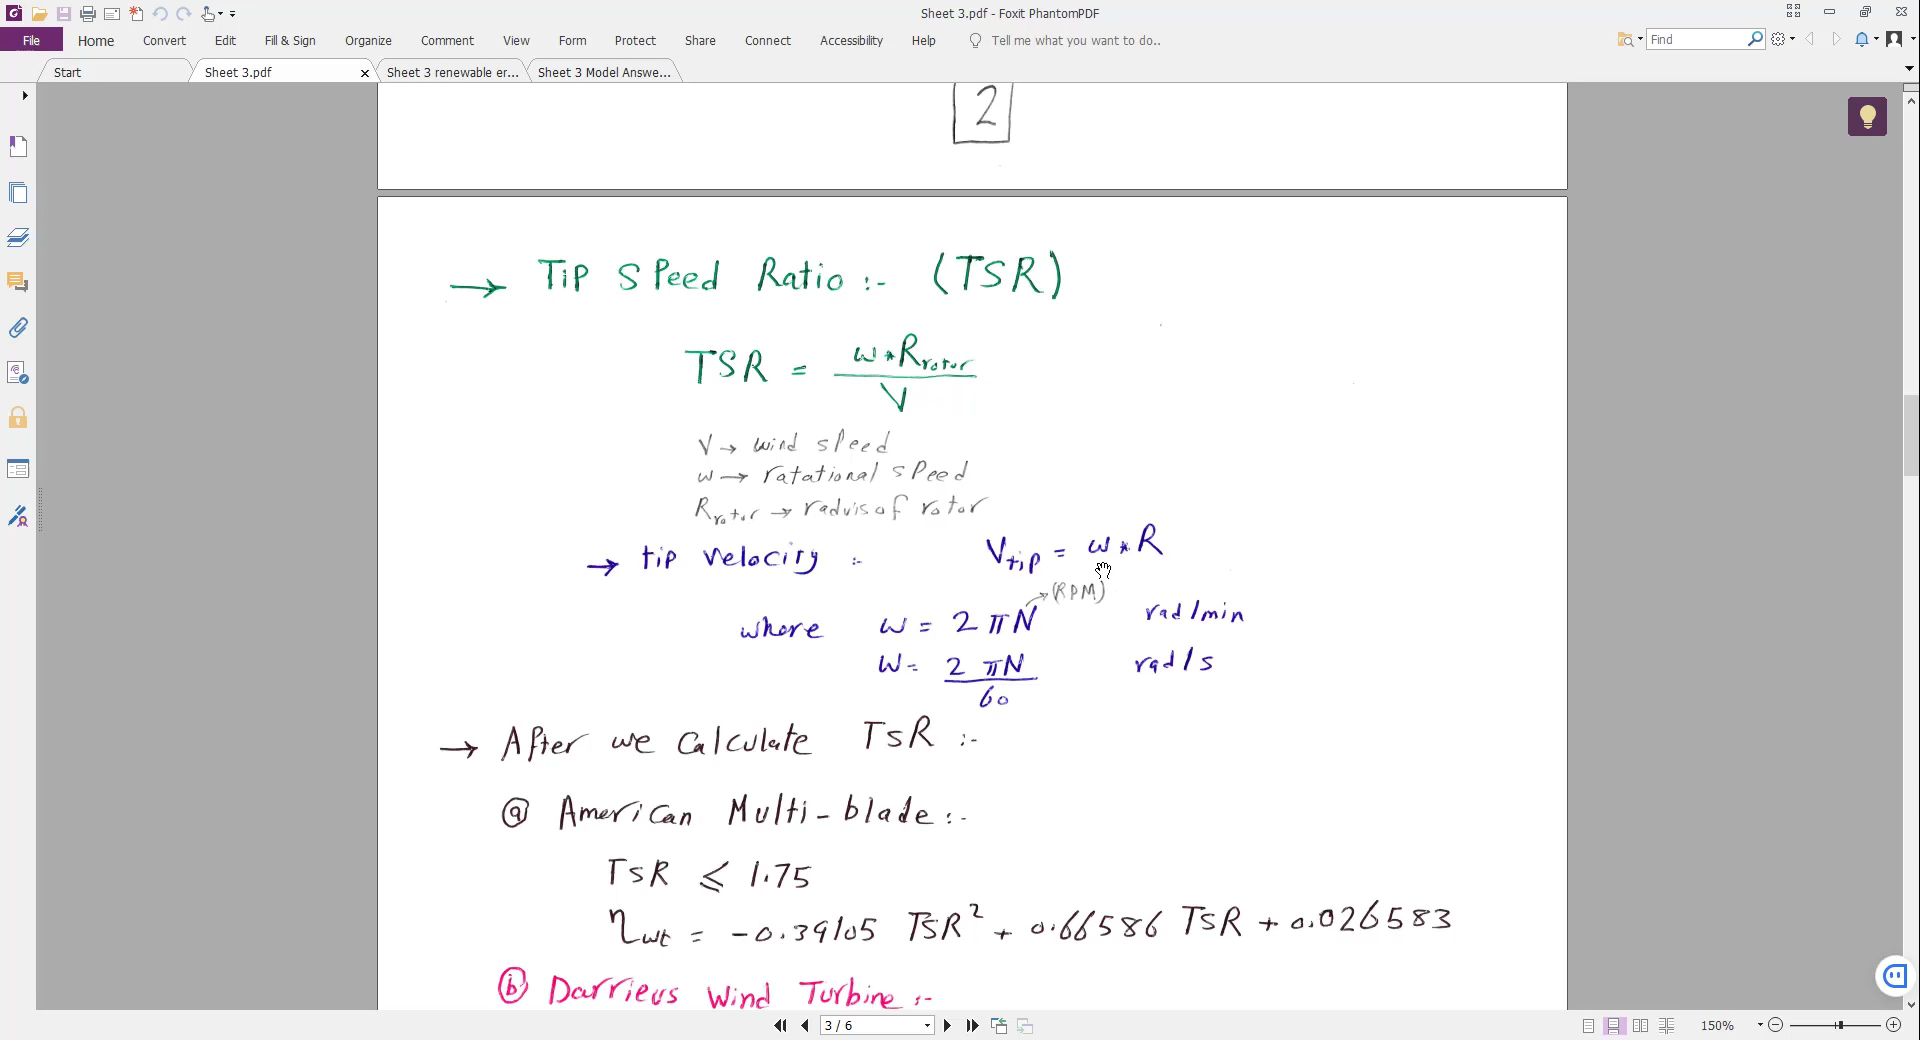 Sheet 3.pdf - Foxit PhantomPDF
File Home Convert Edit Fill & Sign Organize Comment View Form Protect Share Connect Accessibility Help Tell me what you want to do.. Find
Start Sheet 3.pdf Sheet 3 renewable er... Sheet 3 Model Answe...
2
→ Tip Speed Ratio :- (TSR)
TSR = w*Rrotor
V
V → wind speed
w → ratational speed
Rrotor → radvis of rotor
→ tip velocity :- Vtip = w*R
where w = 2πN →(RPM) rad/min
w = 2πN rad/s
60
→ After we calculate TSR :-
ⓐ American Multi-blade :-
TSR ⩽ 1.75
ηwt = -0.39105 TSR² + 0.66586 TSR + 0.026583
ⓑ Darrieus Wind Turbine :-
3 / 6 150%